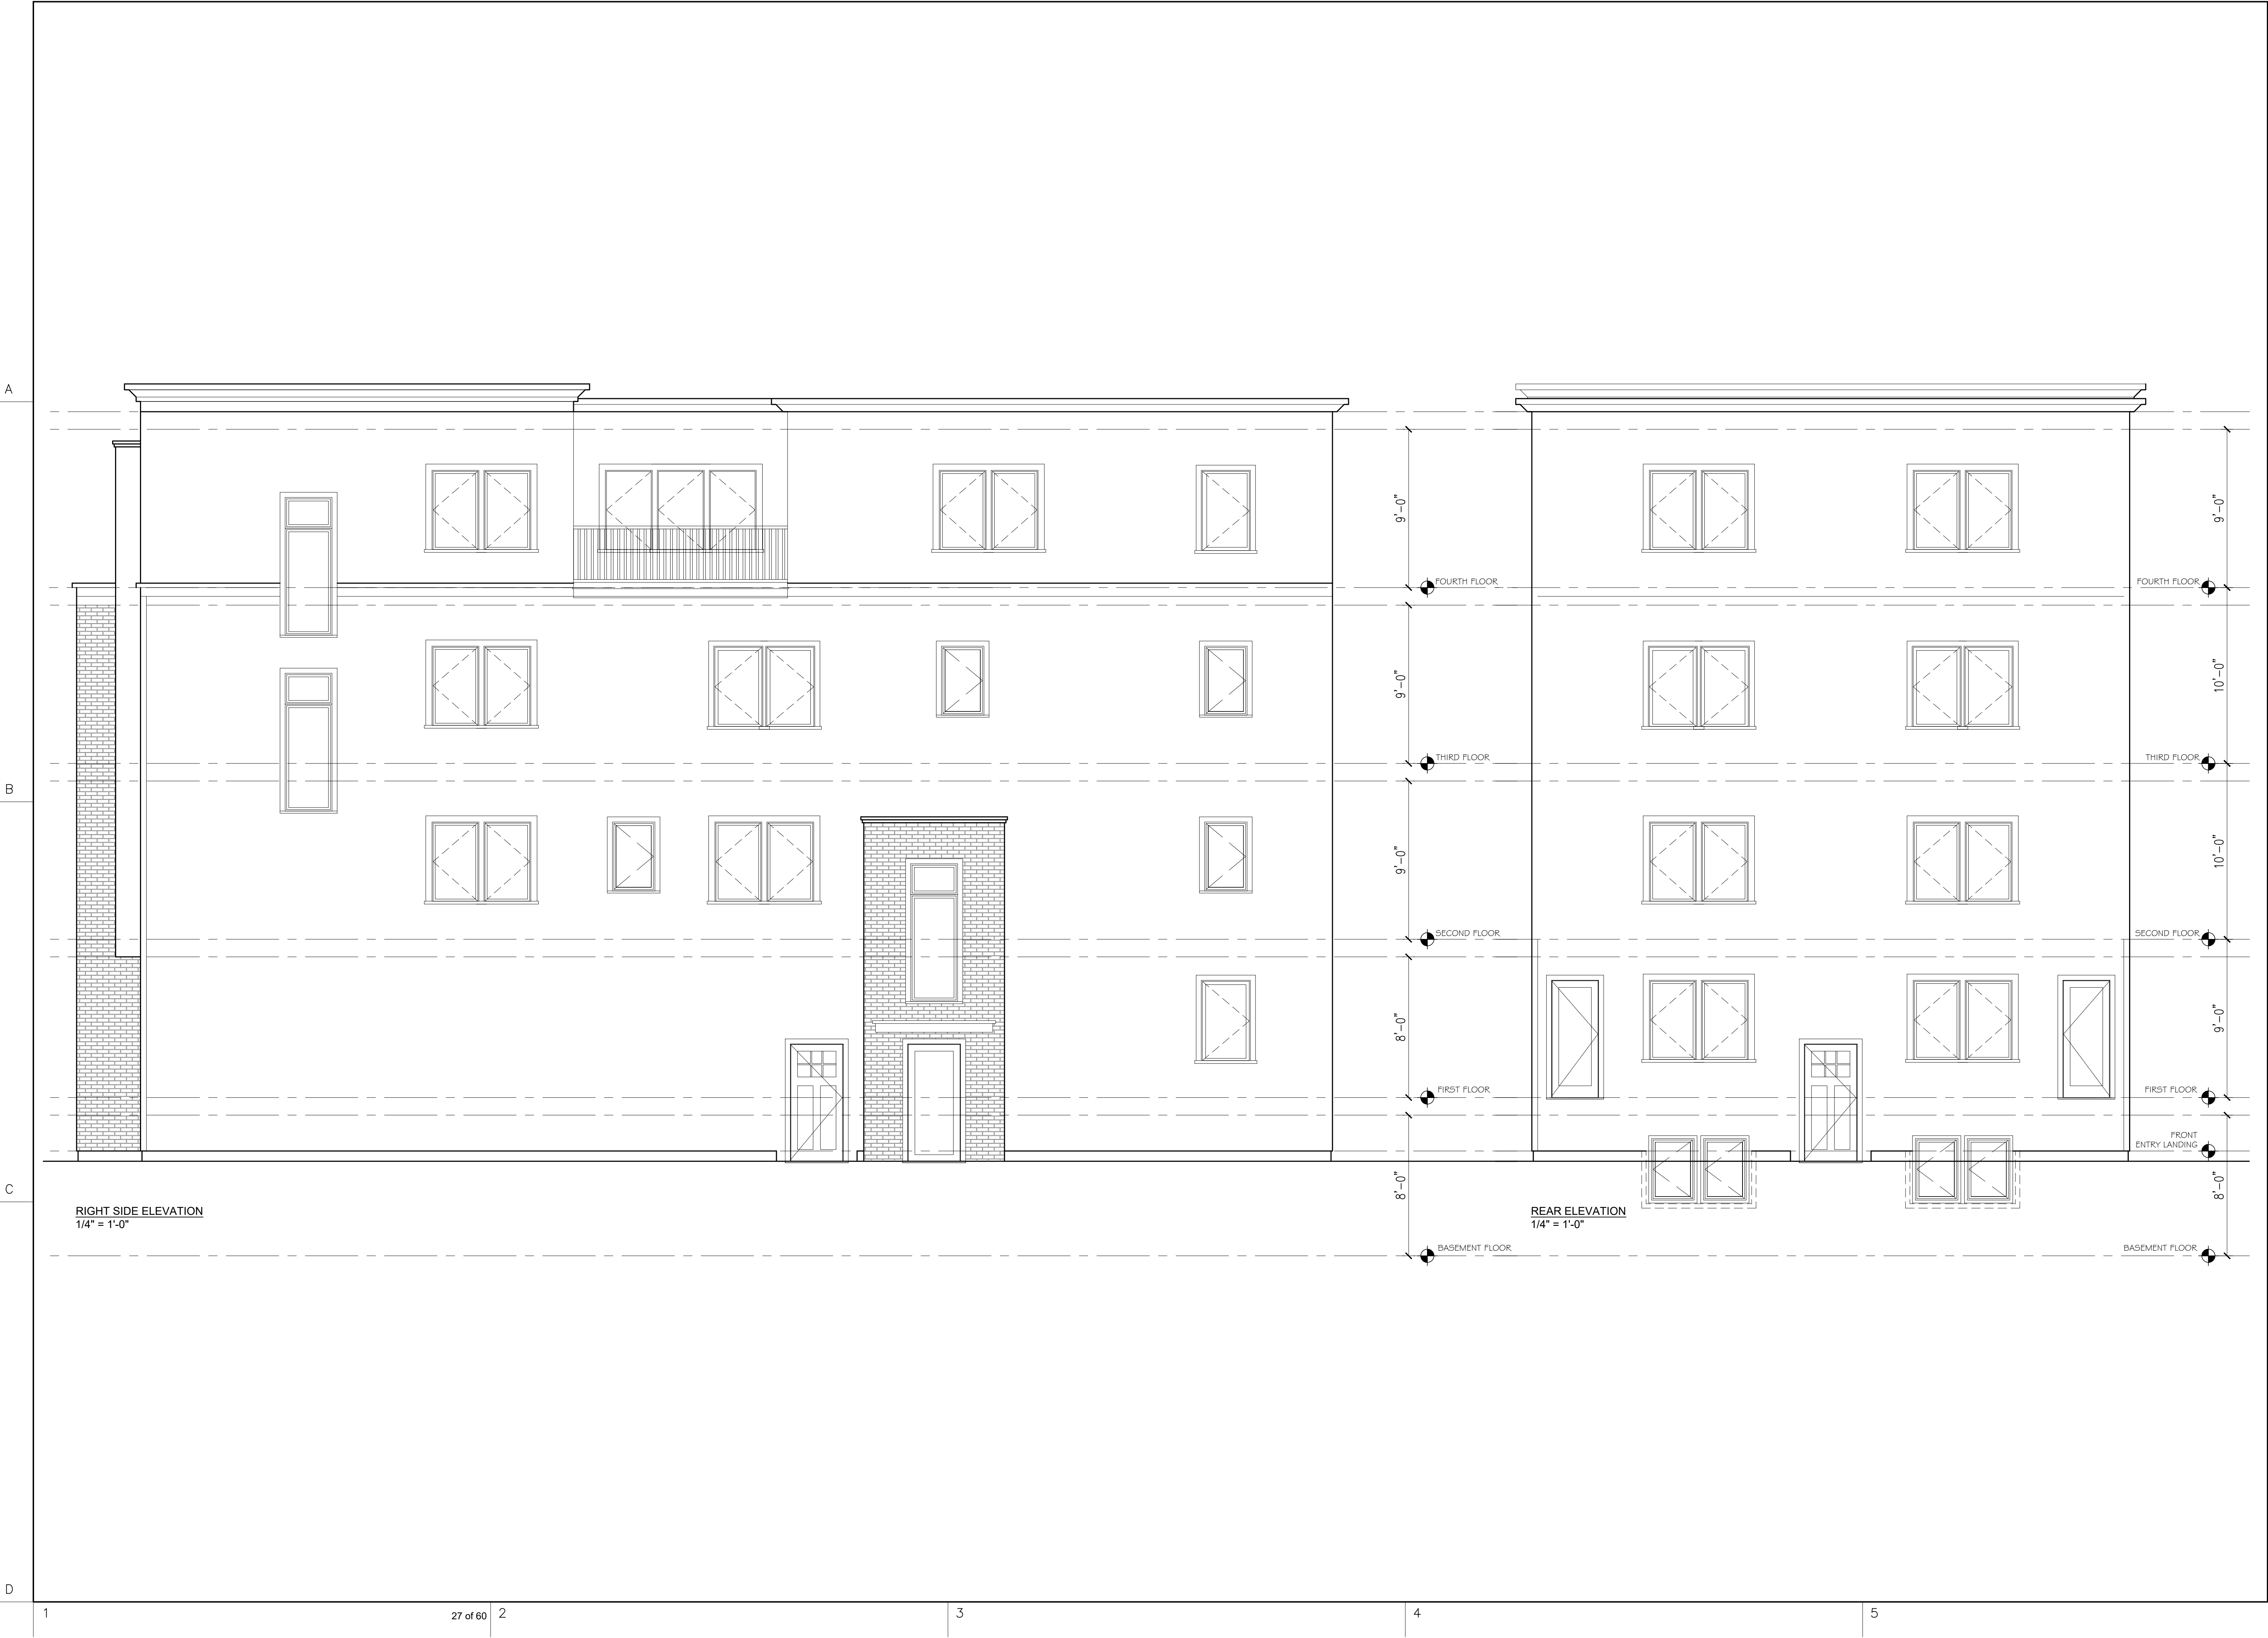 A
9'-0"
9'-0"
FOURTH FLOOR
FOURTH FLOOR
9'-0"
10'-0"
THIRD FLOOR
THIRD FLOOR
B
9'-0"
10'-0"
SECOND FLOOR
SECOND FLOOR
8'-0"
9'-0"
FIRST FLOOR
FIRST FLOOR
FRONT
ENTRY LANDING
C
8'-0"
8'-0"
RIGHT SIDE ELEVATION
1/4" = 1'-0"
REAR ELEVATION
1/4" = 1'-0"
BASEMENT FLOOR
BASEMENT FLOOR
D
1
27 of 60
2
3
4
5